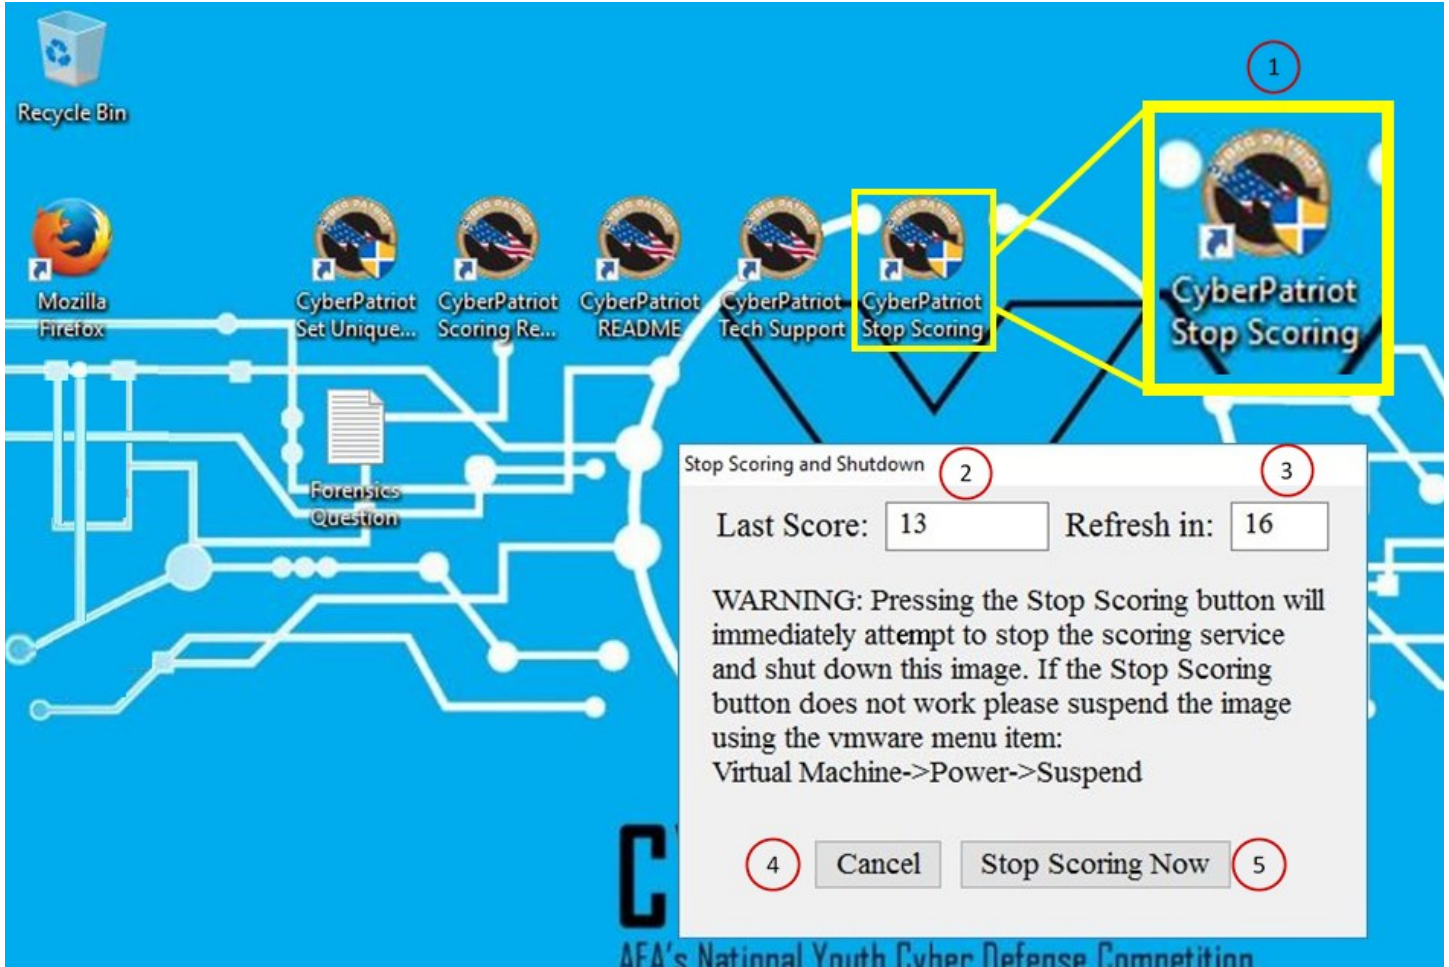 1
Recycle Bin
Mozilla
Firefox
CyberPatriot
Set Unique...
CyberPatriot
Scoring Re...
CyberPatriot
README
CyberPatriot
Tech Support
CyberPatriot
Stop Scoring
CyberPatriot
Stop Scoring
Forensics
Question
Stop Scoring and Shutdown
2
3
Last Score: 13 Refresh in: 16
WARNING: Pressing the Stop Scoring button will
immediately attempt to stop the scoring service
and shut down this image. If the Stop Scoring
button does not work please suspend the image
using the vmware menu item:
Virtual Machine->Power->Suspend
4 Cancel Stop Scoring Now 5
C
AFA's National Youth Cyber Defense Competition